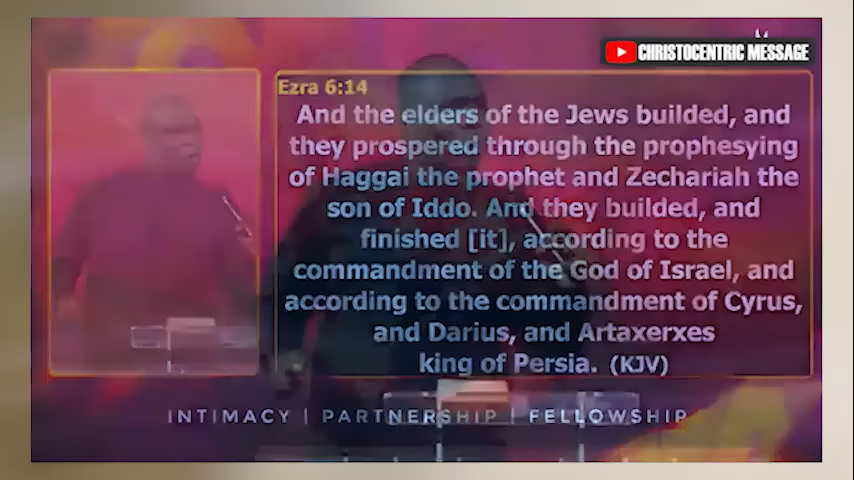 CHRISTOCENTRIC MESSAGE
Ezra 6:14
And the elders of the Jews builded, and
they prospered through the prophesying
of Haggai the prophet and Zechariah the
son of Iddo. And they builded, and
finished [it], according to the
commandment of the God of Israel, and
according to the commandment of Cyrus,
and Darius, and Artaxerxes
king of Persia. (KJV)
INTIMACY | PARTNERSHIP | FELLOWSHIP